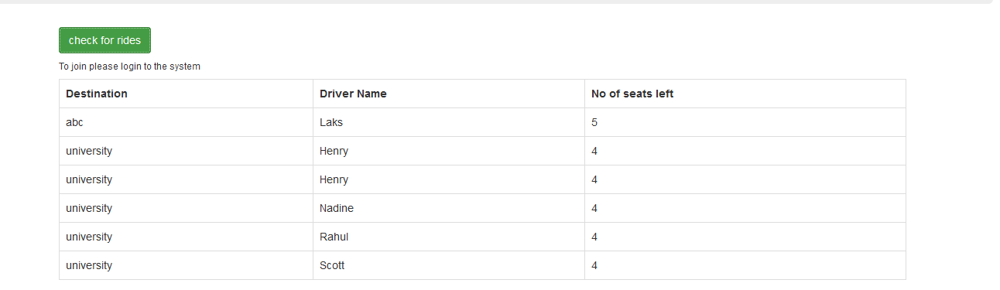 check for rides
To join please login to the system
Destination Driver Name No of seats left
abc Laks 5
university Henry 4
university Henry 4
university Nadine 4
university Rahul 4
university Scott 4